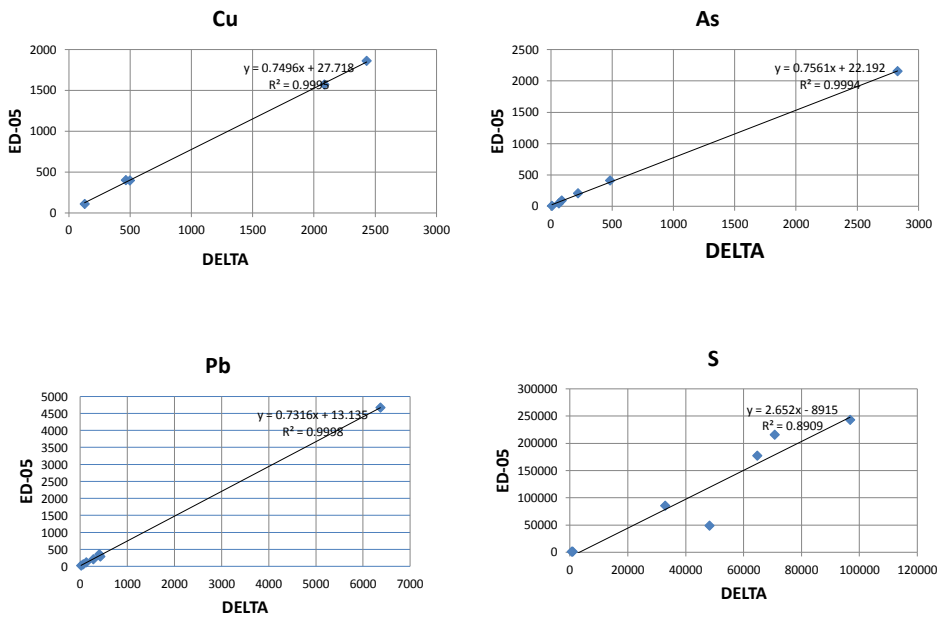 Cu
2000
1500
1000
500
0
ED-05
y = 0.7496x + 27.718
R² = 0.9995
0 500 1000 1500 2000 2500 3000
DELTA
As
2500
2000
1500
1000
500
0
ED-05
y = 0.7561x + 22.192
R² = 0.9994
0 500 1000 1500 2000 2500 3000
DELTA
Pb
5000
4500
4000
3500
3000
2500
2000
1500
1000
500
0
ED-05
y = 0.7316x + 13.135
R² = 0.9998
0 1000 2000 3000 4000 5000 6000 7000
DELTA
S
300000
250000
200000
150000
100000
50000
0
ED-05
y = 2.652x - 8915
R² = 0.8909
0 20000 40000 60000 80000 100000 120000
DELTA